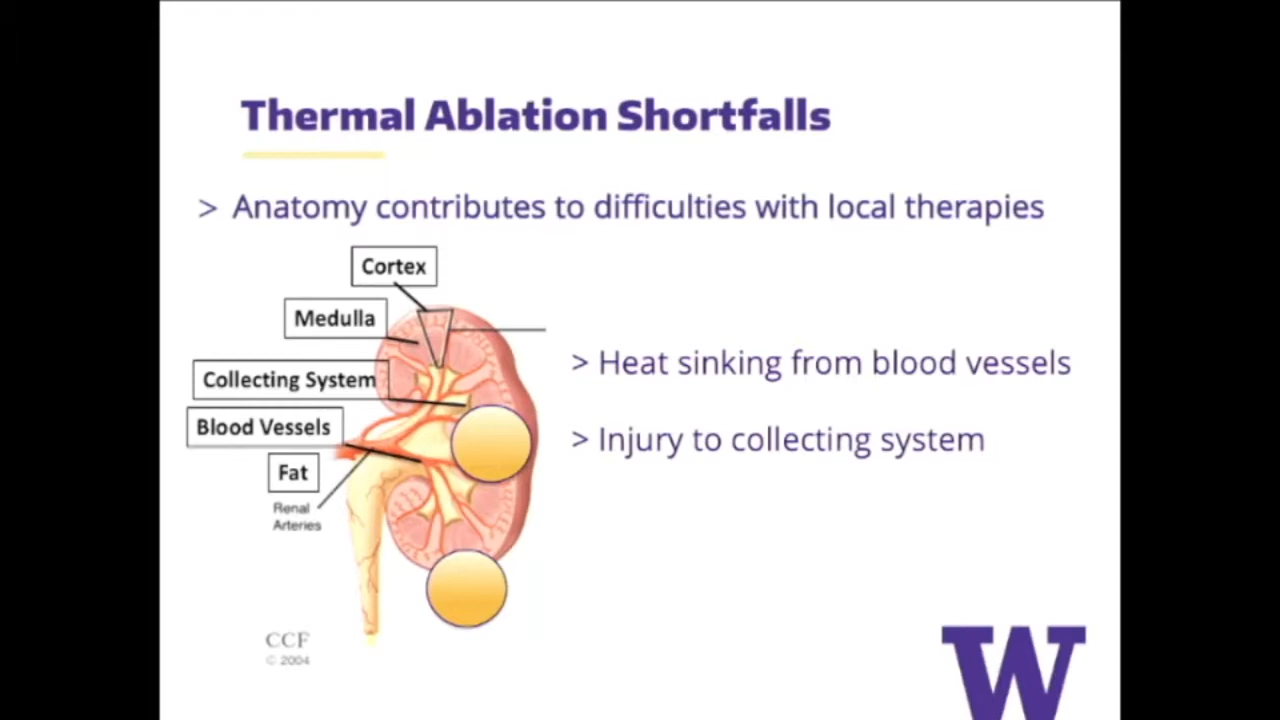 Thermal Ablation Shortfalls
> Anatomy contributes to difficulties with local therapies
Cortex
Medulla
Collecting System
Blood Vessels
Fat
Renal
Arteries
> Heat sinking from blood vessels
> Injury to collecting system
CCF
© 2004
W